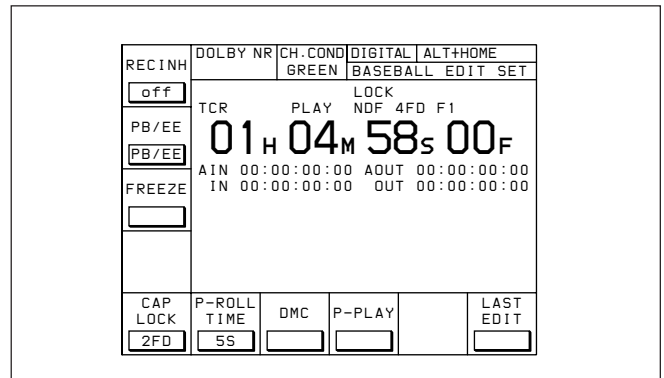 DOLBY NR CH.COND DIGITAL ALT+HOME
RECINH GREEN BASEBALL EDIT SET
off LOCK
TCR PLAY NDF 4FD F1
PB/EE 01H 04M 58S 00F
PB/EE
AIN 00:00:00:00 AOUT 00:00:00:00
FREEZE IN 00:00:00:00 OUT 00:00:00:00
CAP LOCK P-ROLL TIME DMC P-PLAY LAST EDIT
2FD 5S